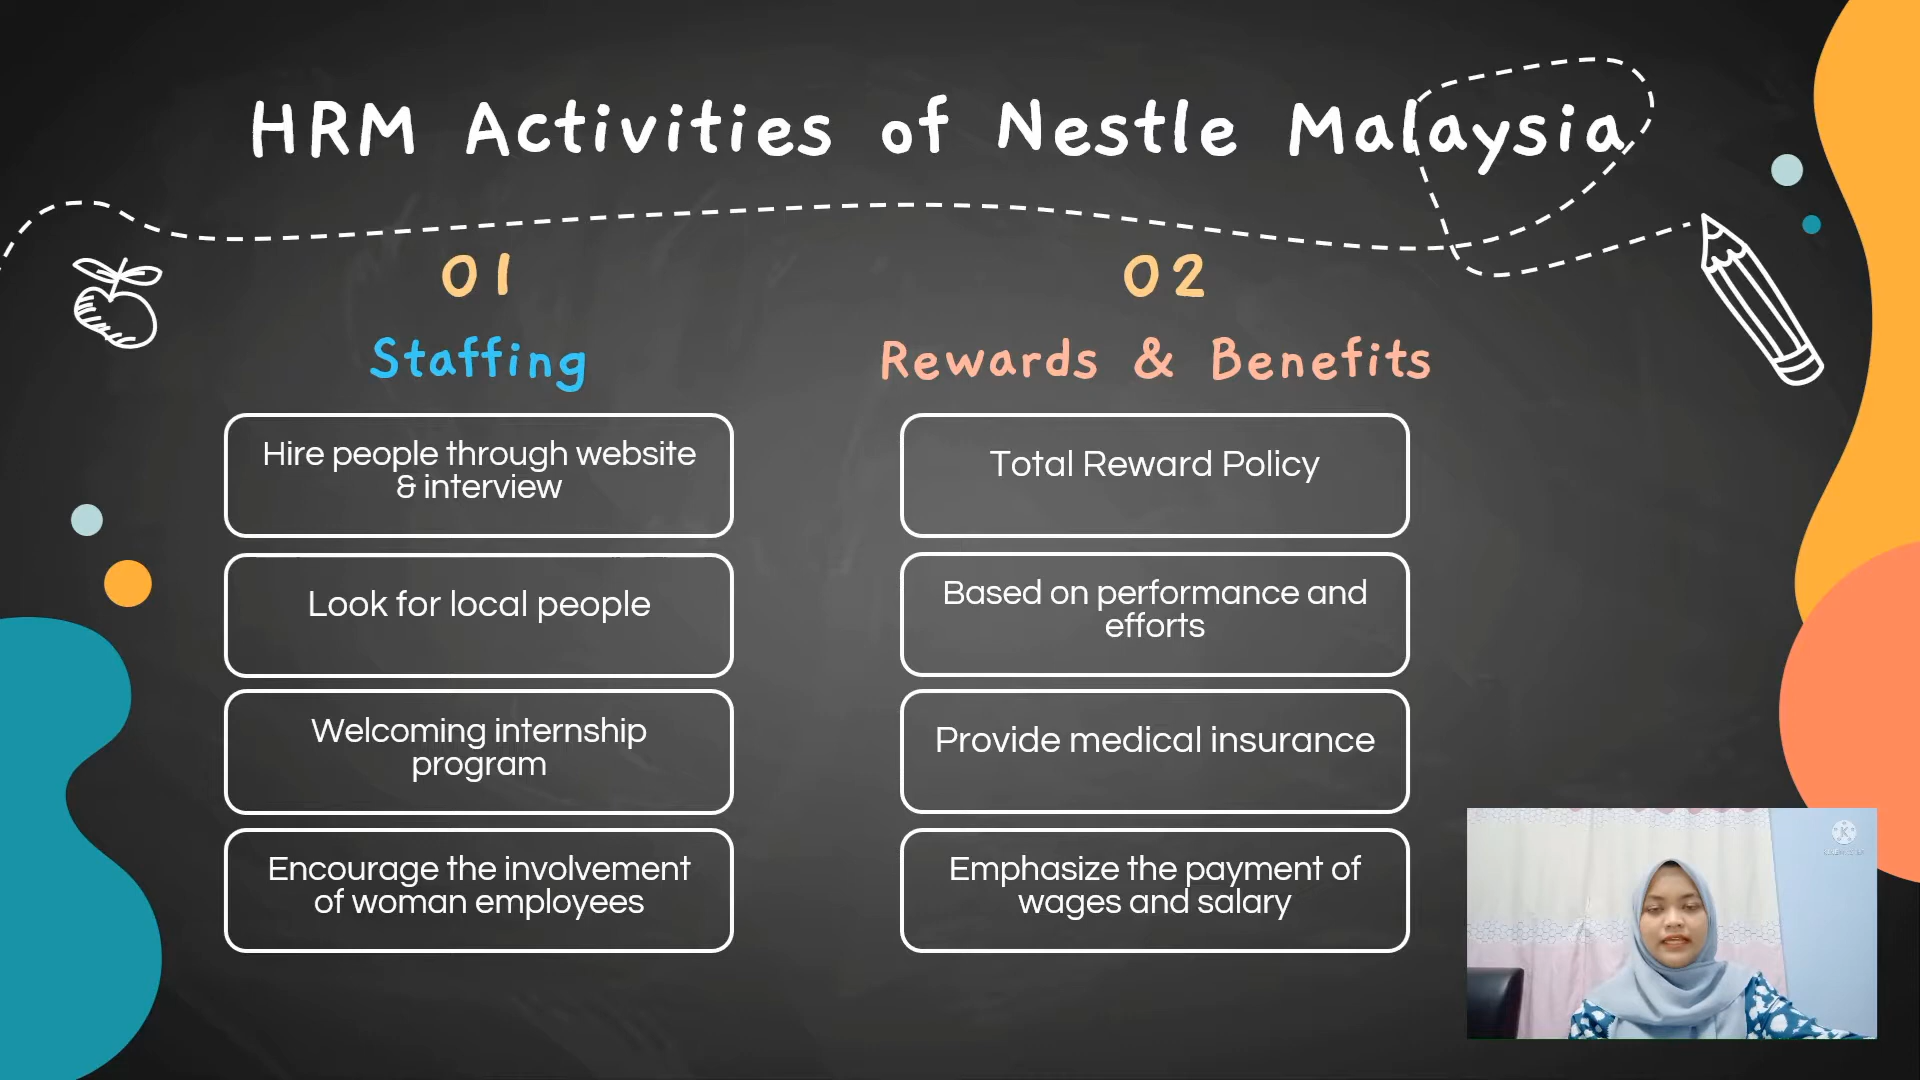 HRM Activities of Nestle Malaysia
01
Staffing
Hire people through website
& interview
Look for local people
Welcoming internship
program
Encourage the involvement
of woman employees
02
Rewards & Benefits
Total Reward Policy
Based on performance and
efforts
Provide medical insurance
Emphasize the payment of
wages and salary
K